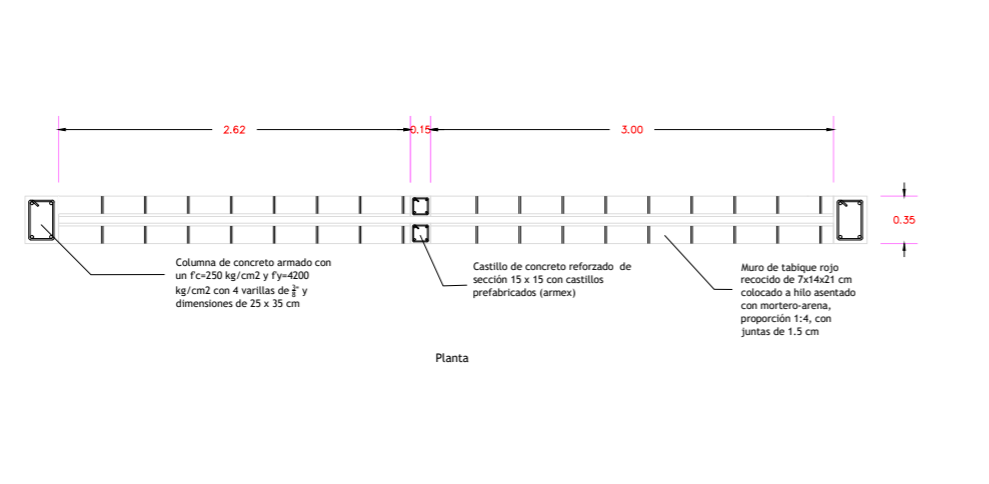 2.62
0.15
3.00
0.35
Columna de concreto armado con
un f'c=250 kg/cm2 y f'y=4200
kg/cm2 con 4 varillas de 3/8" y
dimensiones de 25 x 35 cm
Castillo de concreto reforzado de
sección 15 x 15 con castillos
prefabricados (armex)
Muro de tabique rojo
recocido de 7x14x21 cm
colocado a hilo asentado
con mortero-arena,
proporción 1:4, con
juntas de 1.5 cm
Planta